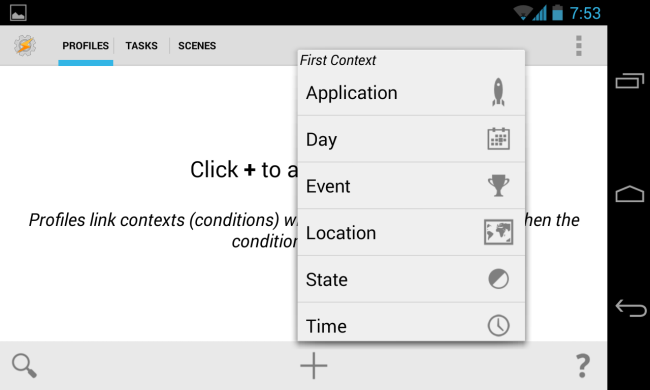 7:53
PROFILES TASKS SCENES
First Context
Application
Day
Event
Location
State
Time
Click + to a
Profiles link contexts (conditions) w hen the
condition
?